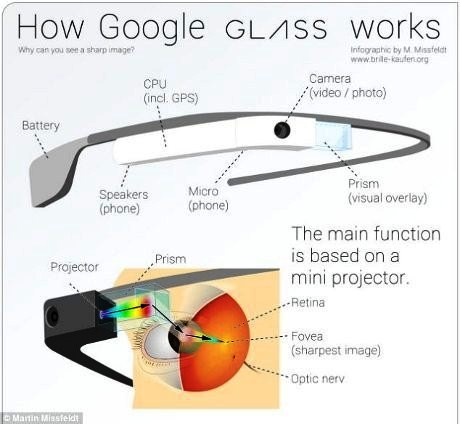 How Google GLASS works
Why can you see a sharp image?
Infographic by M. Missfeldt
www.brille-kaufen.org
Camera
(video / photo)
CPU
(incl. GPS)
Battery
Speakers
(phone)
Micro
(phone)
Prism
(visual overlay)
The main function
is based on a
mini projector.
Projector
Prism
Retina
Fovea
(sharpest image)
Optic nerv
© Martin Missfeldt